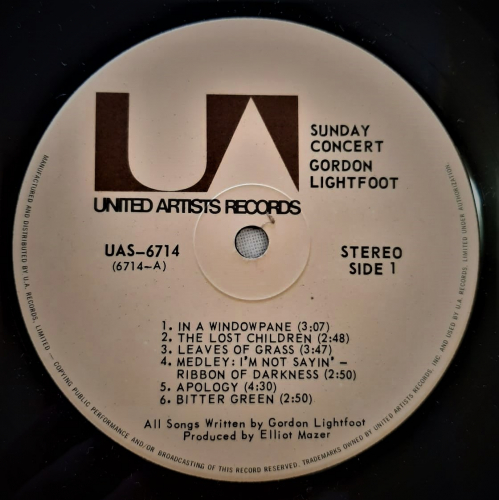 UA
UNITED ARTISTS RECORDS
SUNDAY
CONCERT
GORDON
LIGHTFOOT
UAS-6714
(6714-A)
STEREO
SIDE 1
1. IN A WINDOWPANE (3:07)
2. THE LOST CHILDREN (2:48)
3. LEAVES OF GRASS (3:47)
4. MEDLEY: I'M NOT SAYIN' –
RIBBON OF DARKNESS (2:50)
5. APOLOGY (4:30)
6. BITTER GREEN (2:50)
All Songs Written by Gordon Lightfoot
Produced by Elliot Mazer
MANUFACTURED AND DISTRIBUTED BY U.A. RECORDS, LIMITED – COPYING PUBLIC PERFORMANCE AND/OR BROADCASTING OF THIS RECORD RESERVED. TRADEMARKS OWNED BY UNITED ARTISTS RECORDS, INC AND USED BY U.A. RECORDS, LIMITED UNDER AUTHORIZATION.